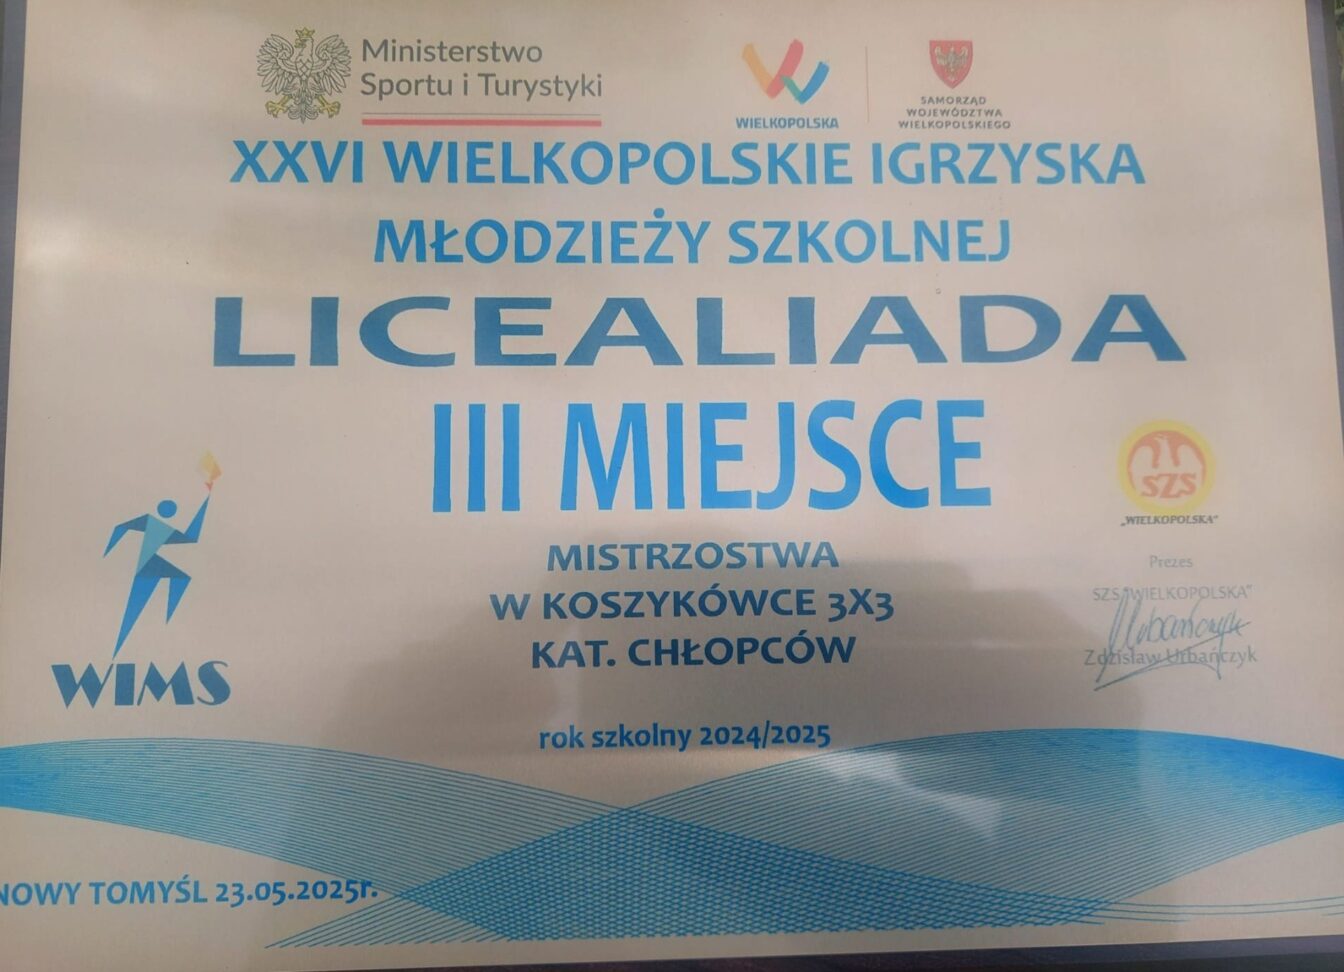 Ministerstwo
Sportu i Turystyki
WIELKOPOLSKA
SAMORZĄD
WOJEWÓDZTWA
WIELKOPOLSKIEGO
XXVI WIELKOPOLSKIE IGRZYSKA
MŁODZIEŻY SZKOLNEJ
LICEALIADA
III MIEJSCE
MISTRZOSTWA
W KOSZYKÓWCE 3X3
KAT. CHŁOPCÓW
rok szkolny 2024/2025
SZS
„WIELKOPOLSKA"
Prezes
SZS "WIELKOPOLSKA"
Urbańczyk
Zdzisław Urbańczyk
WIMS
NOWY TOMYŚL 23.05.2025r.